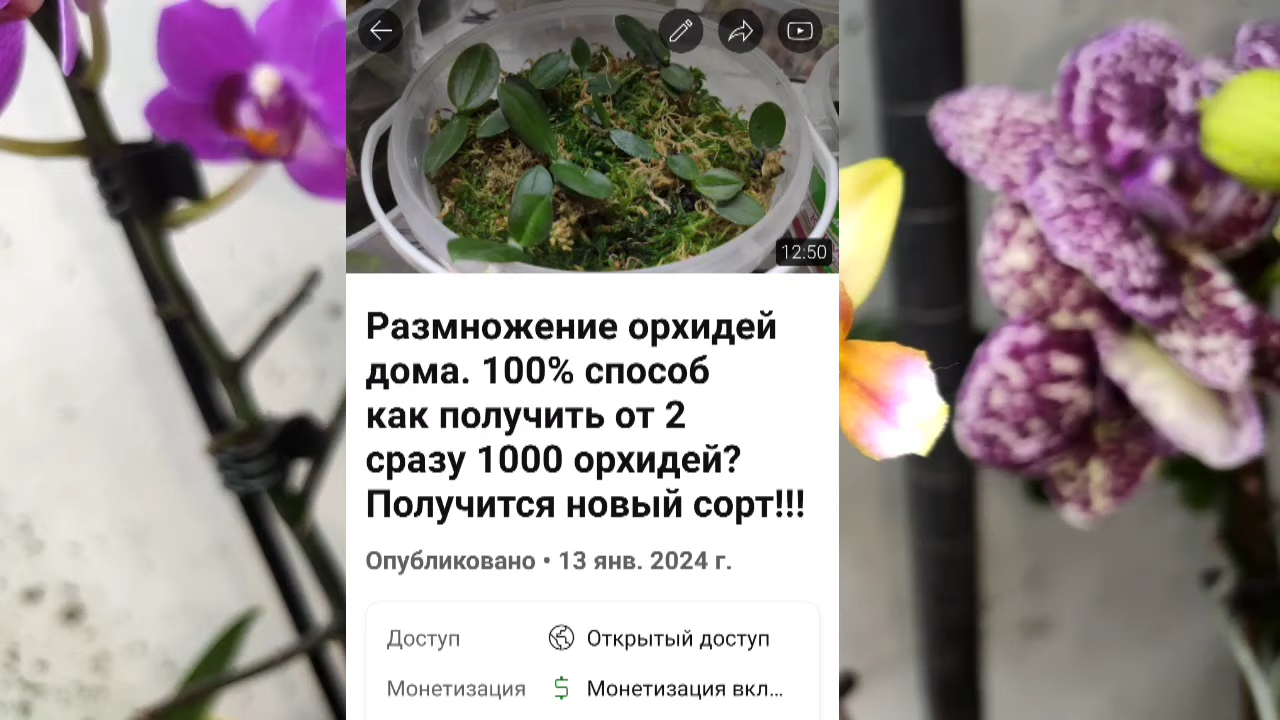 12:50
Размножение орхидей
дома. 100% способ
как получить от 2
сразу 1000 орхидей?
Получится новый сорт!!!
Опубликовано • 13 янв. 2024 г.
Доступ Открытый доступ
Монетизация Монетизация вкл...